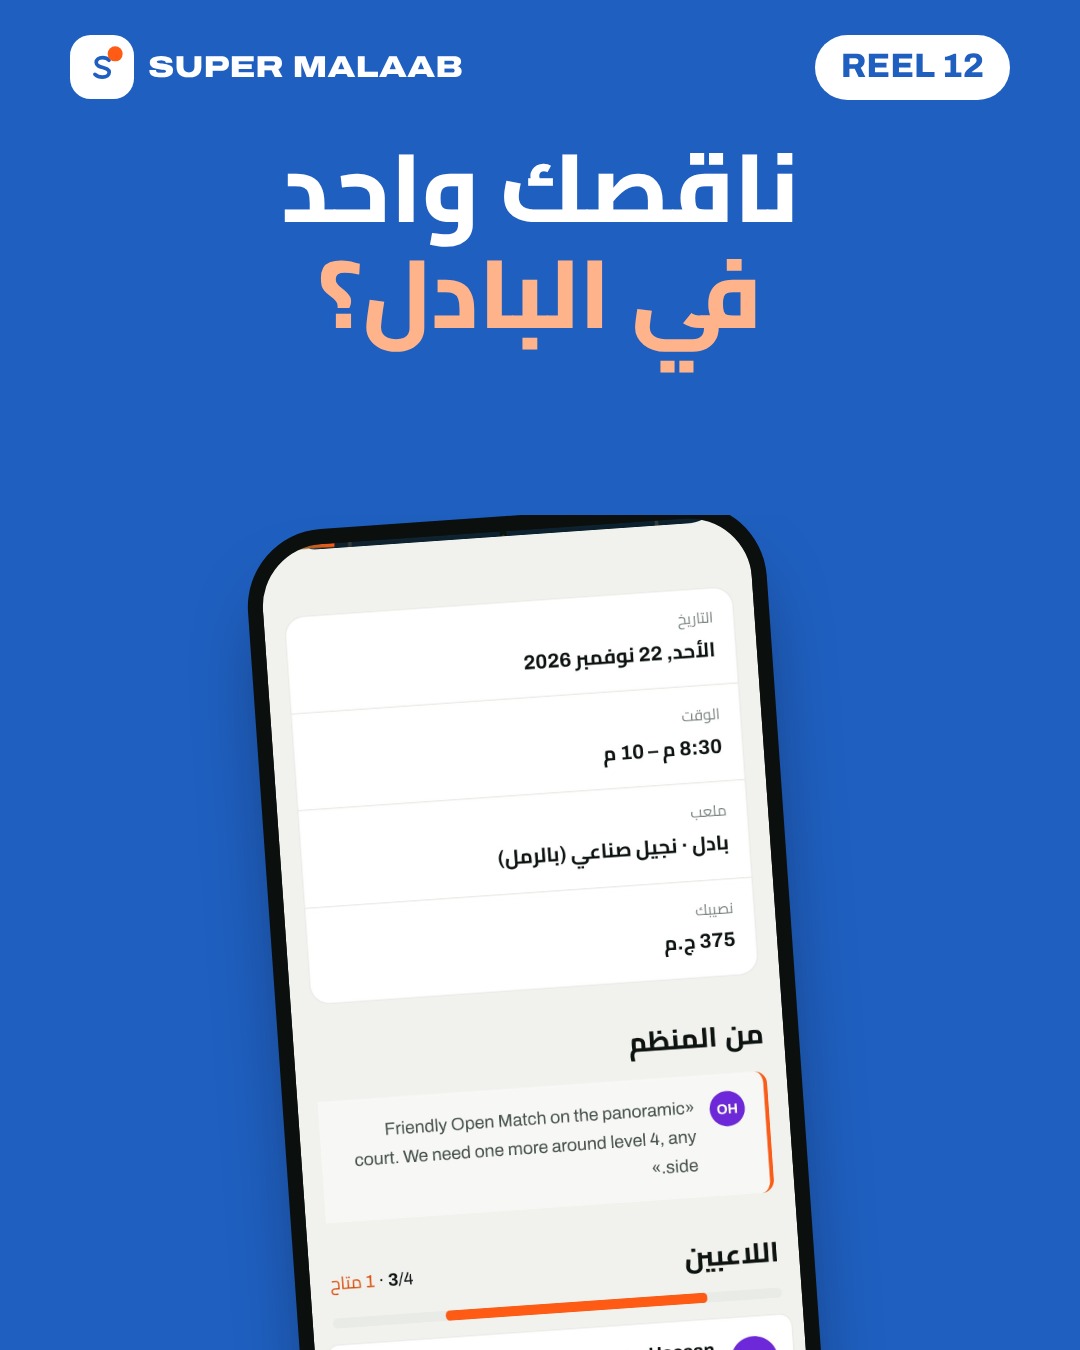 SUPER MALAAB
REEL 12
ناقصك واحد
في البادل؟
التاريخ
الأحد, 22 نوفمبر 2026
الوقت
8:30 م – 10 م
ملعب
بادل · نجيل صناعي (بالرمل)
نصيبك
375 ج.م
من المنظم
OH
«Friendly Open Match on the panoramic
court. We need one more around level 4, any
side.»
اللاعبين
3/4 · 1 متاح